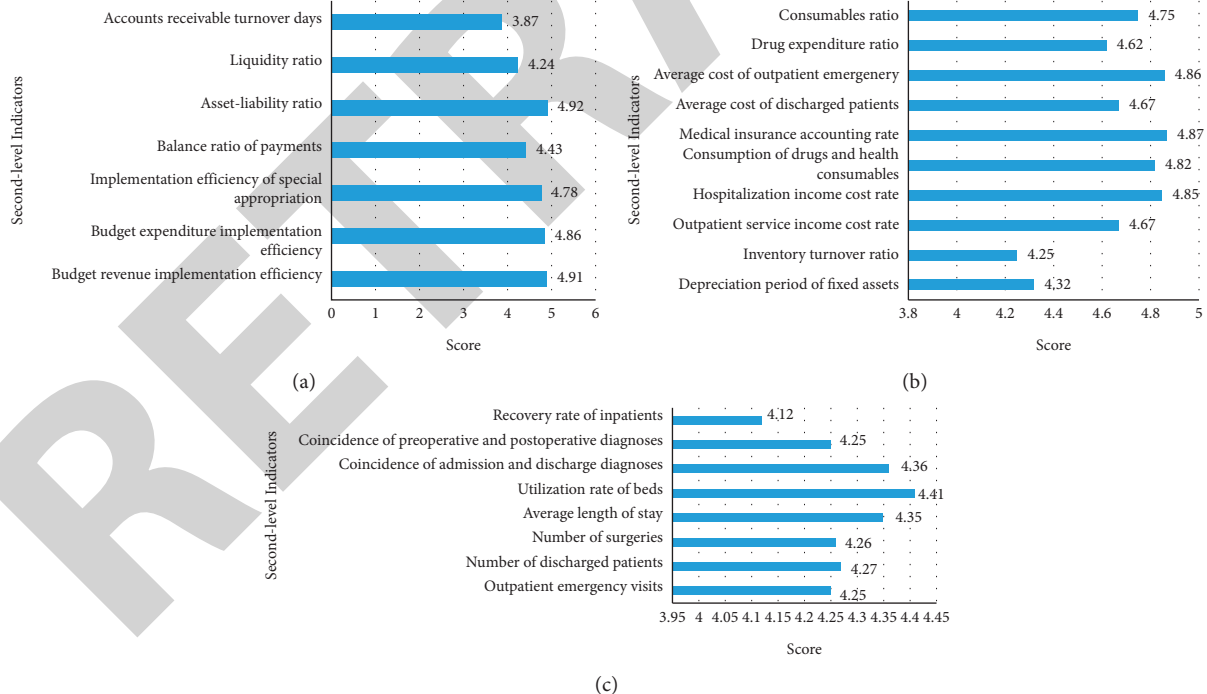 Second-level Indicators
Accounts receivable turnover days
3.87
Liquidity ratio
4.24
Asset-liability ratio
4.92
Balance ratio of payments
4.43
Implementation efficiency of special
appropriation
4.78
Budget expenditure implementation
efficiency
4.86
Budget revenue implementation efficiency
4.91
0 1 2 3 4 5 6
Score
(a)
Second-level Indicators
Consumables ratio
4.75
Drug expenditure ratio
4.62
Average cost of outpatient emergenery
4.86
Average cost of discharged patients
4.67
Medical insurance accounting rate
4.87
Consumption of drugs and health
consumables
4.82
Hospitalization income cost rate
4.85
Outpatient service income cost rate
4.67
Inventory turnover ratio
4.25
Depreciation period of fixed assets
4.32
3.8 4 4.2 4.4 4.6 4.8 5
Score
(b)
Second-level Indicators
Recovery rate of inpatients
4.12
Coincidence of preoperative and postoperative diagnoses
4.25
Coincidence of admission and discharge diagnoses
4.36
Utilization rate of beds
4.41
Average length of stay
4.35
Number of surgeries
4.26
Number of discharged patients
4.27
Outpatient emergency visits
4.25
3.95 4 4.05 4.1 4.15 4.2 4.25 4.3 4.35 4.4 4.45
Score
(c)
RETRA